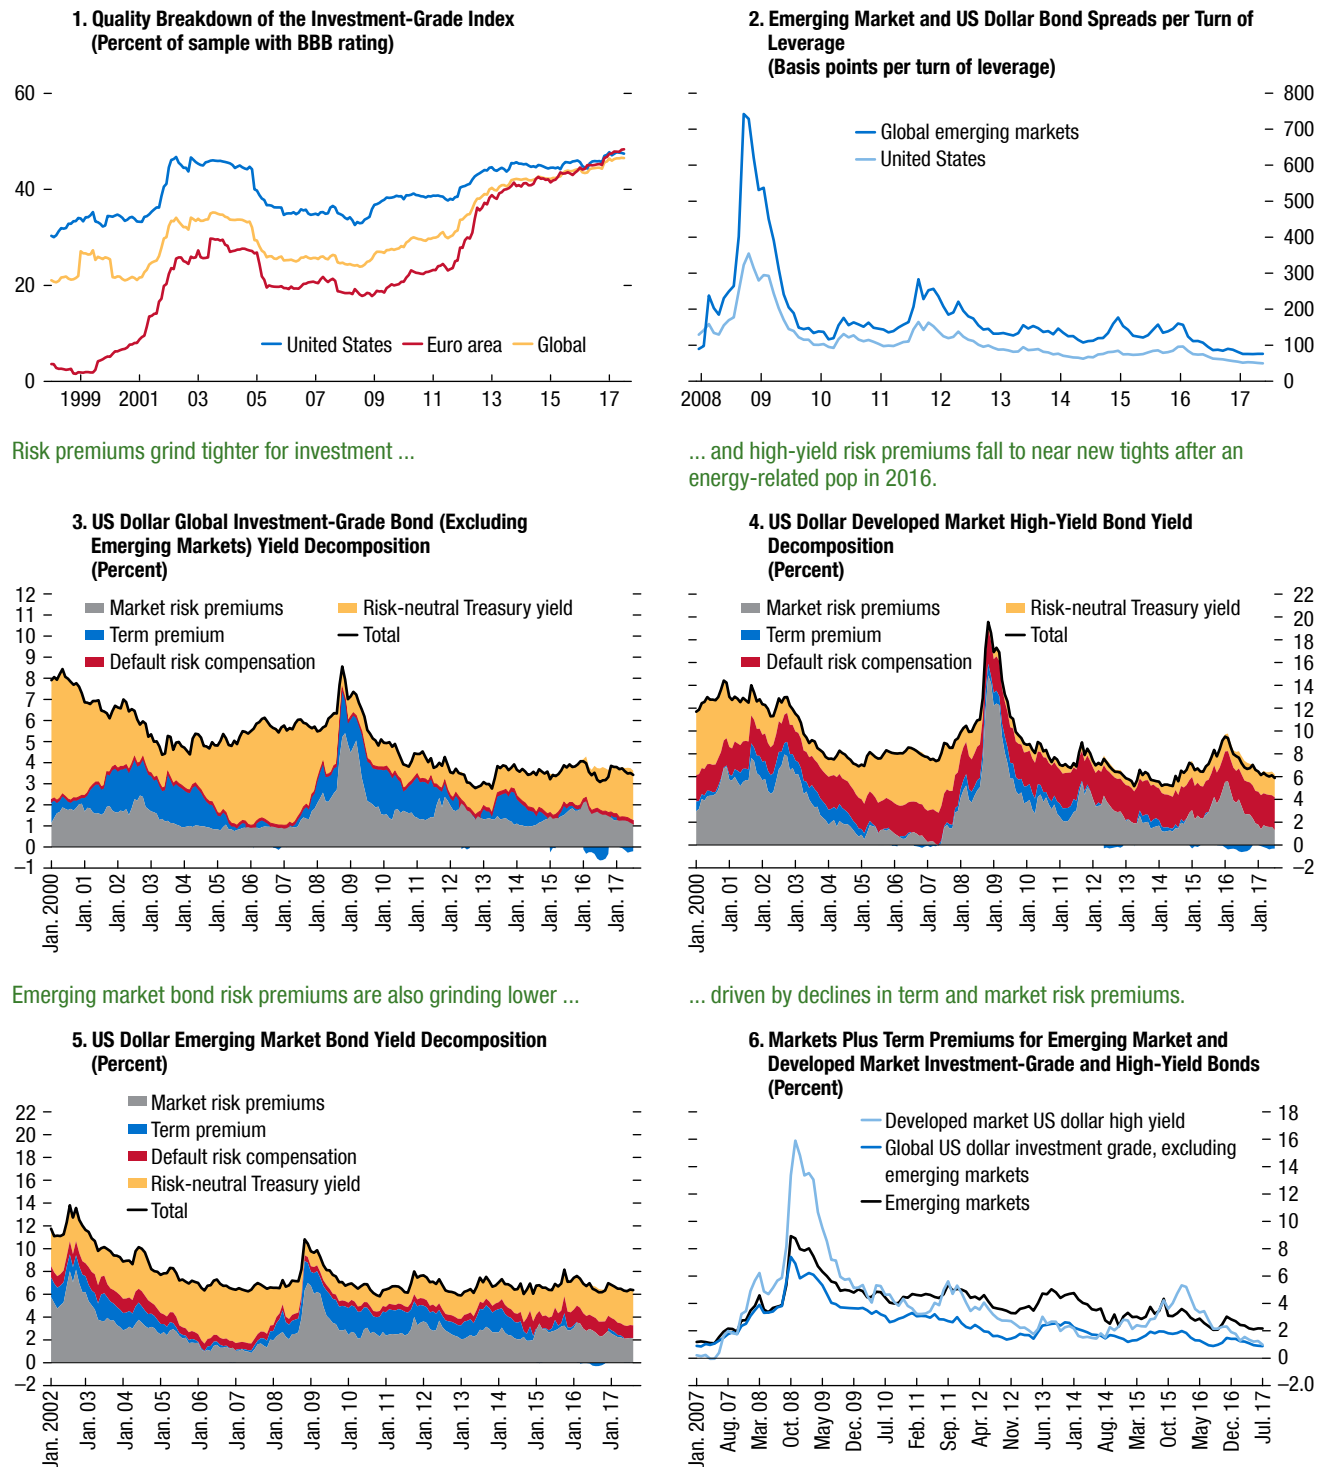 1. Quality Breakdown of the Investment-Grade Index
(Percent of sample with BBB rating)
60
40
20
0
United States
Euro area
Global
1999 2001 03 05 07 09 11 13 15 17
2. Emerging Market and US Dollar Bond Spreads per Turn of
Leverage
(Basis points per turn of leverage)
800
700
600
500
400
300
200
100
0
Global emerging markets
United States
2008 09 10 11 12 13 14 15 16 17
Risk premiums grind tighter for investment ...
... and high-yield risk premiums fall to near new tights after an
energy-related pop in 2016.
3. US Dollar Global Investment-Grade Bond (Excluding
Emerging Markets) Yield Decomposition
(Percent)
12
11
10
9
8
7
6
5
4
3
2
1
0
–1
Market risk premiums
Term premium
Default risk compensation
Risk-neutral Treasury yield
Total
Jan. 2000
Jan. 01
Jan. 02
Jan. 03
Jan. 04
Jan. 05
Jan. 06
Jan. 07
Jan. 08
Jan. 09
Jan. 10
Jan. 11
Jan. 12
Jan. 13
Jan. 14
Jan. 15
Jan. 16
Jan. 17
4. US Dollar Developed Market High-Yield Bond Yield
Decomposition
(Percent)
22
20
18
16
14
12
10
8
6
4
2
0
–2
Market risk premiums
Term premium
Default risk compensation
Risk-neutral Treasury yield
Total
Jan. 2000
Jan. 01
Jan. 02
Jan. 03
Jan. 04
Jan. 05
Jan. 06
Jan. 07
Jan. 08
Jan. 09
Jan. 10
Jan. 11
Jan. 12
Jan. 13
Jan. 14
Jan. 15
Jan. 16
Jan. 17
Emerging market bond risk premiums are also grinding lower ...
... driven by declines in term and market risk premiums.
5. US Dollar Emerging Market Bond Yield Decomposition
(Percent)
22
20
18
16
14
12
10
8
6
4
2
0
–2
Market risk premiums
Term premium
Default risk compensation
Risk-neutral Treasury yield
Total
Jan. 2002
Jan. 03
Jan. 04
Jan. 05
Jan. 06
Jan. 07
Jan. 08
Jan. 09
Jan. 10
Jan. 11
Jan. 12
Jan. 13
Jan. 14
Jan. 15
Jan. 16
Jan. 17
6. Markets Plus Term Premiums for Emerging Market and
Developed Market Investment-Grade and High-Yield Bonds
(Percent)
18
16
14
12
10
8
6
4
2
0
–2.0
Developed market US dollar high yield
Global US dollar investment grade, excluding
emerging markets
Emerging markets
Jan. 2007
Aug. 07
Mar. 08
Oct. 08
May 09
Dec. 09
Jul. 10
Feb. 11
Sep. 11
Apr. 12
Nov. 12
Jun. 13
Jan. 14
Aug. 14
Mar. 15
Oct. 15
May 16
Dec. 16
Jul. 17